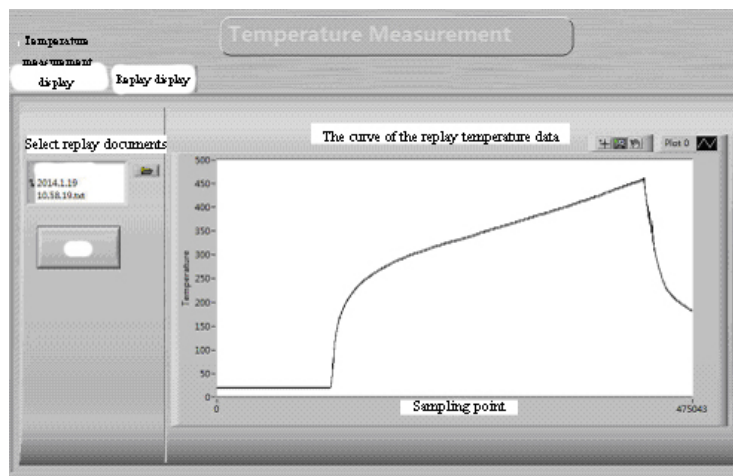 Temperature Measurement
Temperature
measurement
display
Replay display
Select replay documents
2014.1.19
10.58.19.txt
The curve of the replay temperature data
Plot 0
500
450
400
350
300
250
200
150
100
50
0
Temperature
0
Sampling point
475043